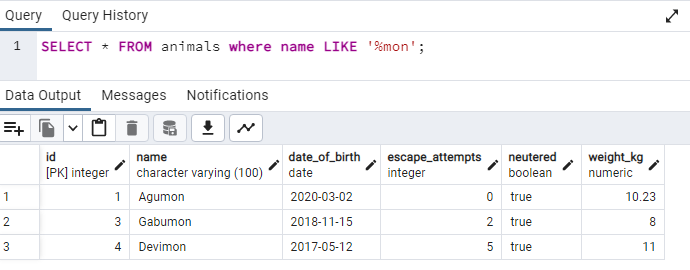 Query Query History
1 SELECT * FROM animals where name LIKE '%mon';
Data Output Messages Notifications
id name date_of_birth escape_attempts neutered weight_kg
[PK] integer character varying (100) date integer boolean numeric
1 1 Agumon 2020-03-02 0 true 10.23
2 3 Gabumon 2018-11-15 2 true 8
3 4 Devimon 2017-05-12 5 true 11